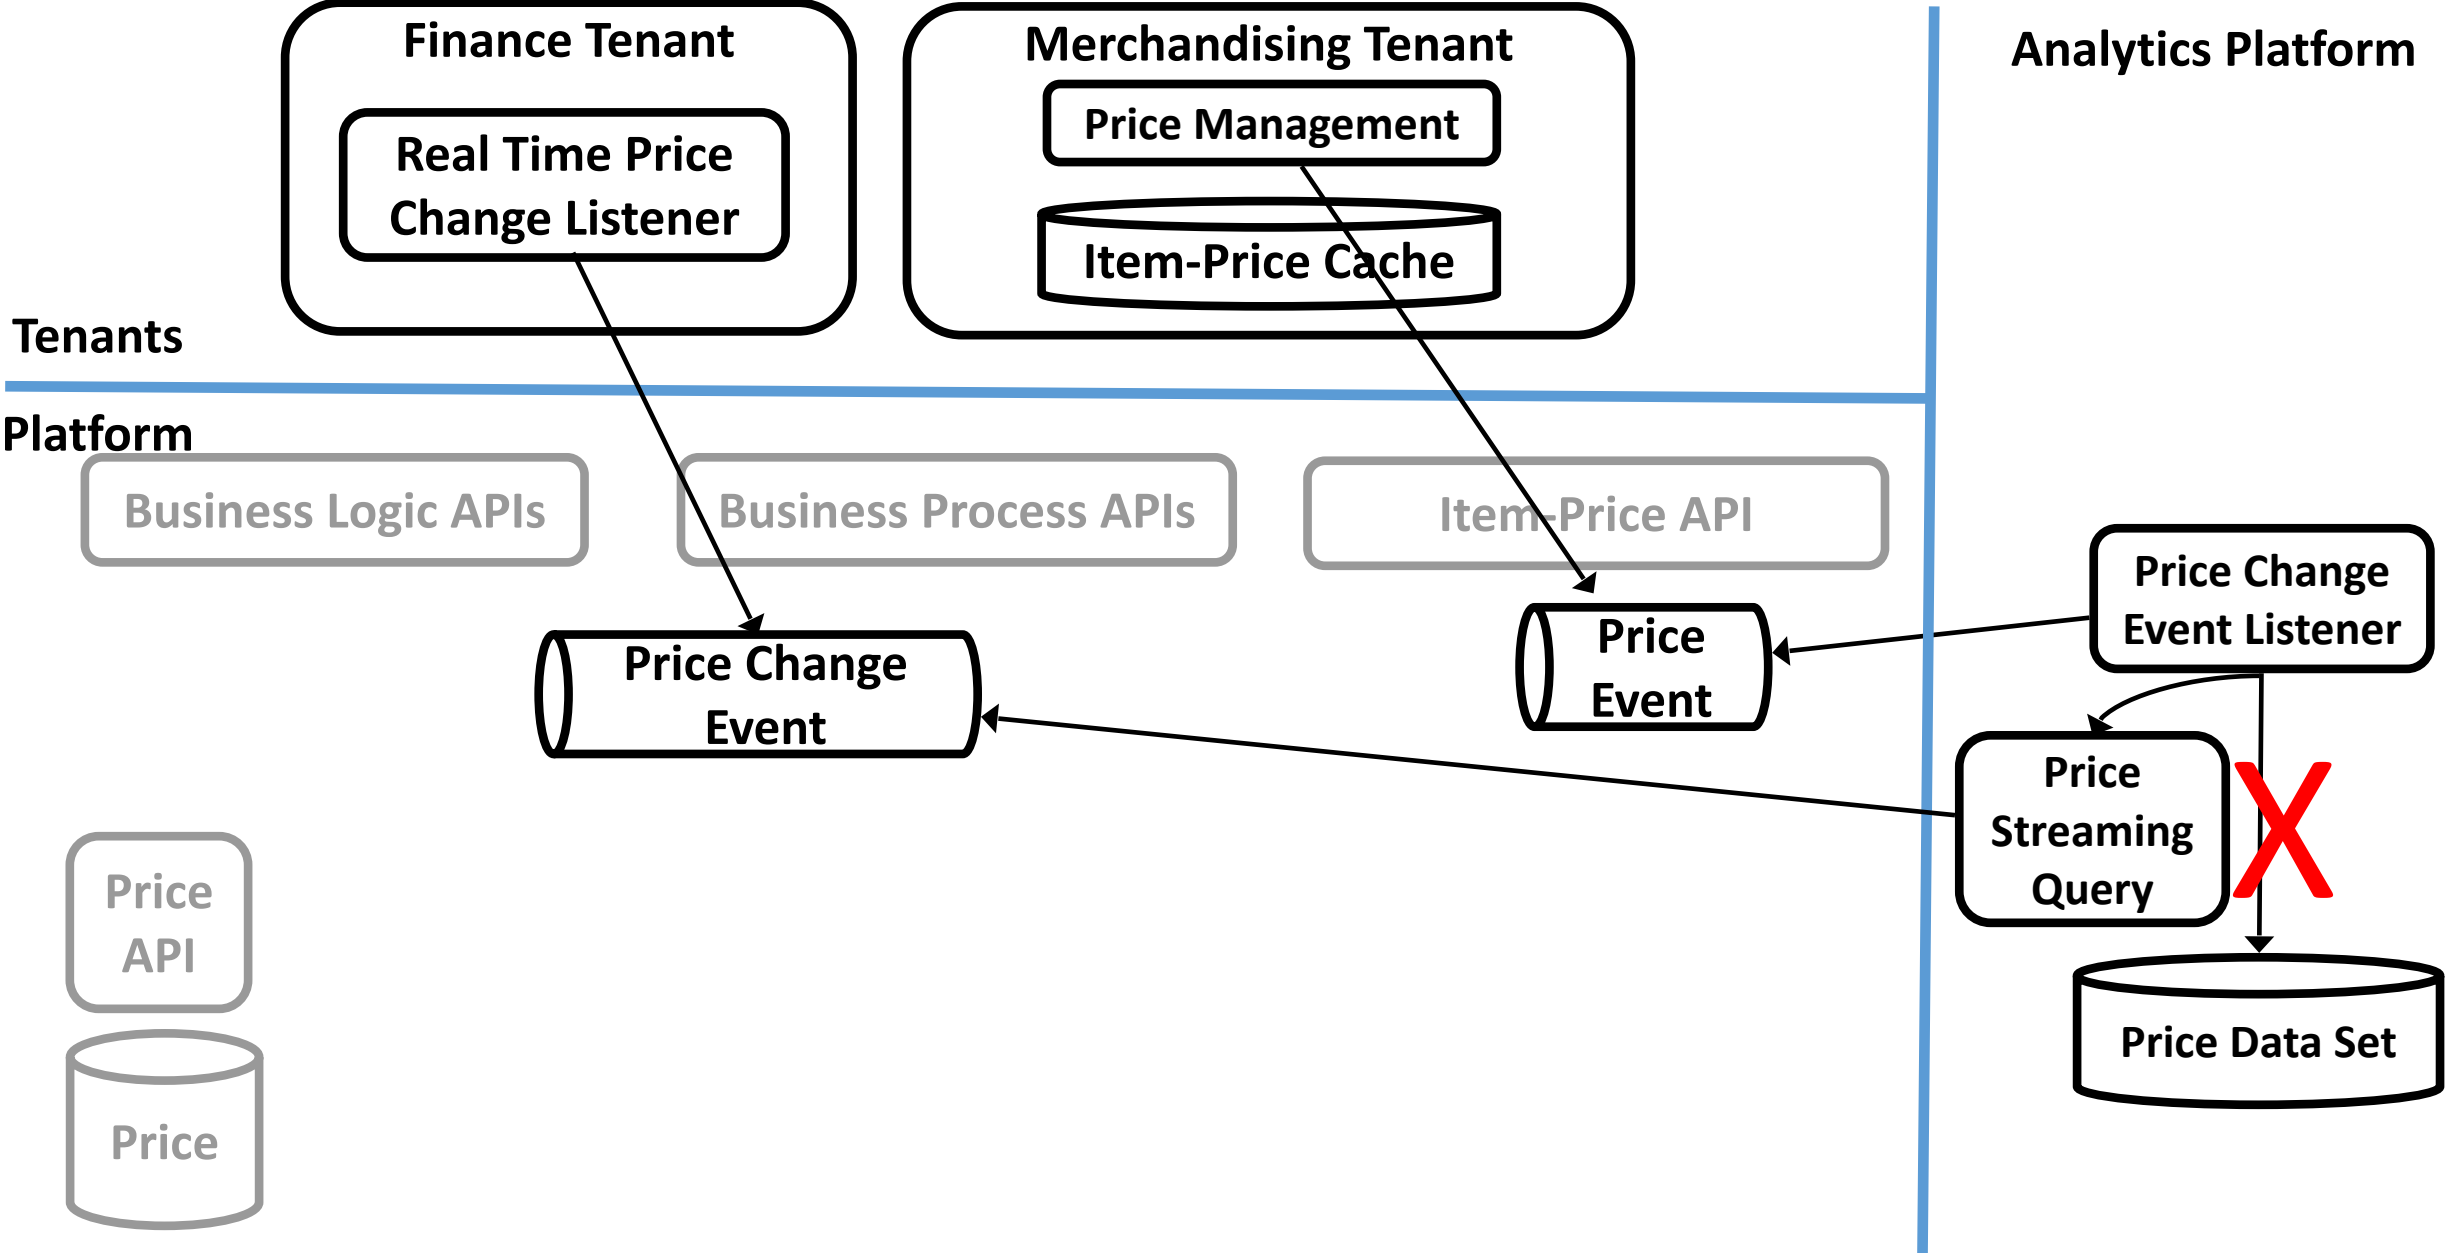 Finance Tenant
Merchandising Tenant
Analytics Platform
Real Time Price
Change Listener
Price Management
Item-Price Cache
Tenants
Platform
Business Logic APIs
Business Process APIs
Item-Price API
Price Change
Event Listener
Price Change
Event
Price
Event
Price
Streaming
Query
X
Price
API
Price Data Set
Price